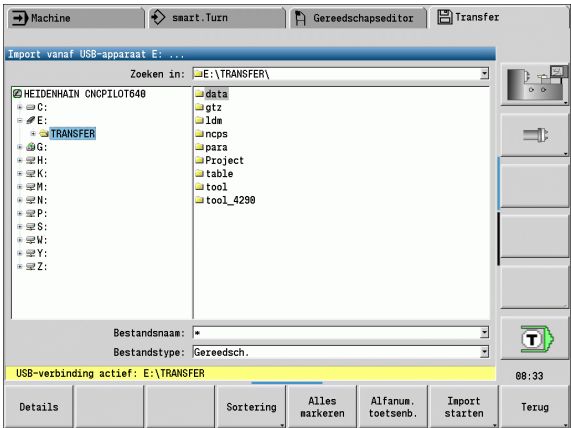 Machine
smart.Turn
Gereedschapseditor
Transfer
Import vanaf USB-apparaat E: ...
Zoeken in: E:\TRANSFER\
HEIDENHAIN CNCPILOT640
C:
E:
TRANSFER
G:
H:
K:
M:
N:
P:
S:
W:
Y:
Z:
data
gtz
ldm
ncps
para
Project
table
tool
tool_4290
Bestandsnaam: *
Bestandstype: Gereedsch.
USB-verbinding actief: E:\TRANSFER
T
08:33
Details
Sortering
Alles
markeren
Alfanum.
toetsenb.
Import
starten
Terug